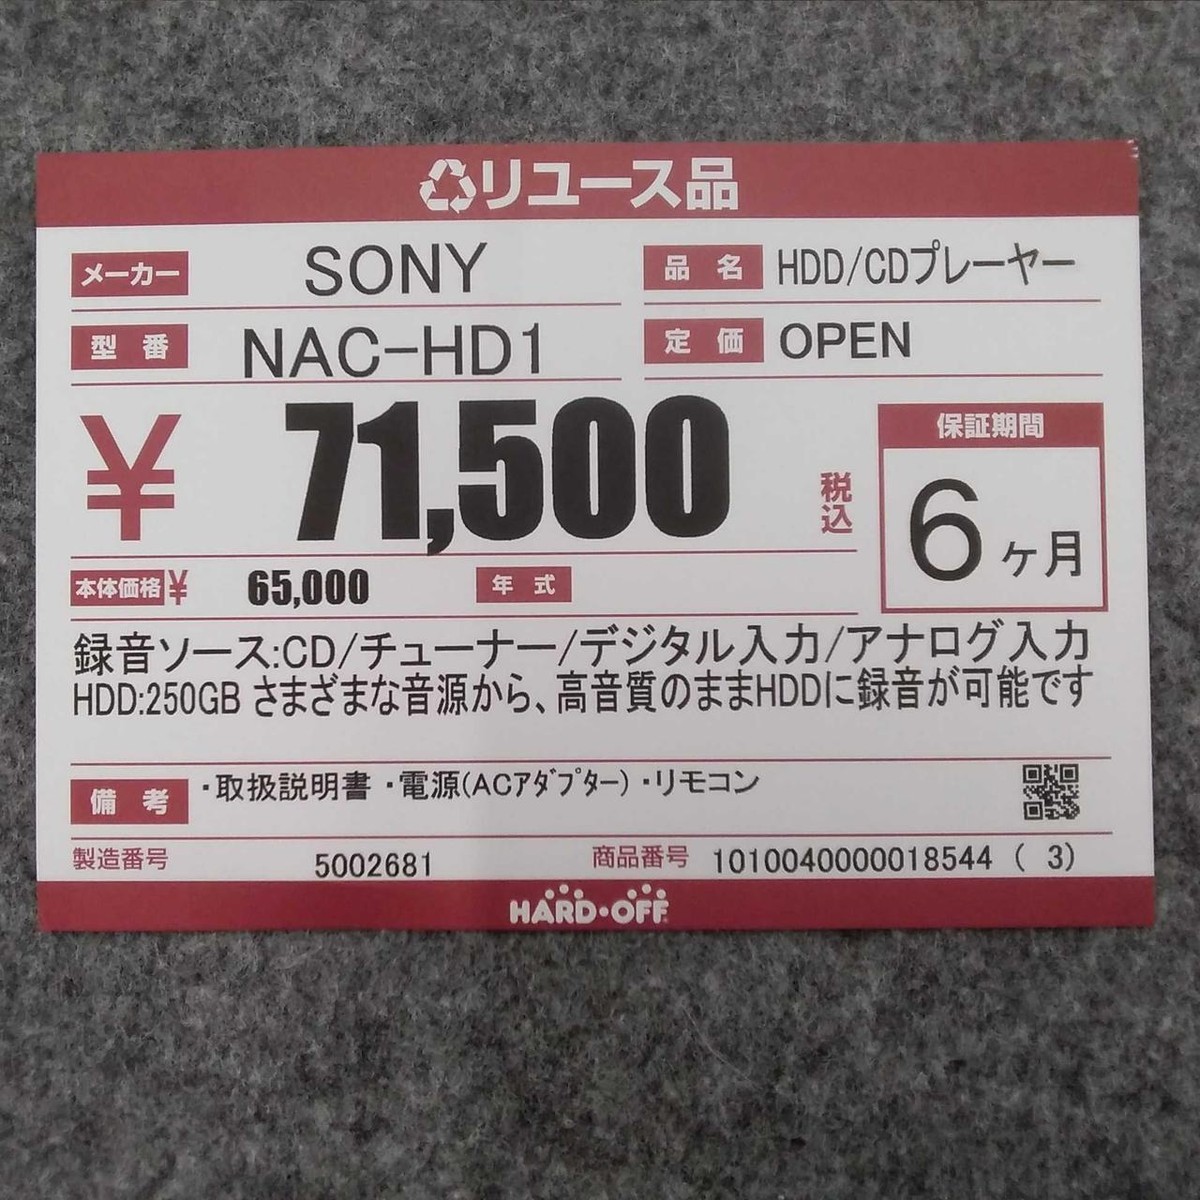 リユース品
メーカー SONY 品名 HDD/CDプレーヤー
型番 NAC-HD1 定価 OPEN
¥ 71,500 税込
保証期間
6ヶ月
本体価格 ¥ 65,000 年式
録音ソース:CD/チューナー/デジタル入力/アナログ入力
HDD:250GB さまざまな音源から、高音質のままHDDに録音が可能です
備考 ・取扱説明書 ・電源(ACｱﾀﾞﾌﾟﾀｰ) ・リモコン
製造番号 5002681 商品番号 1010040000018544 ( 3)
HARD・OFF